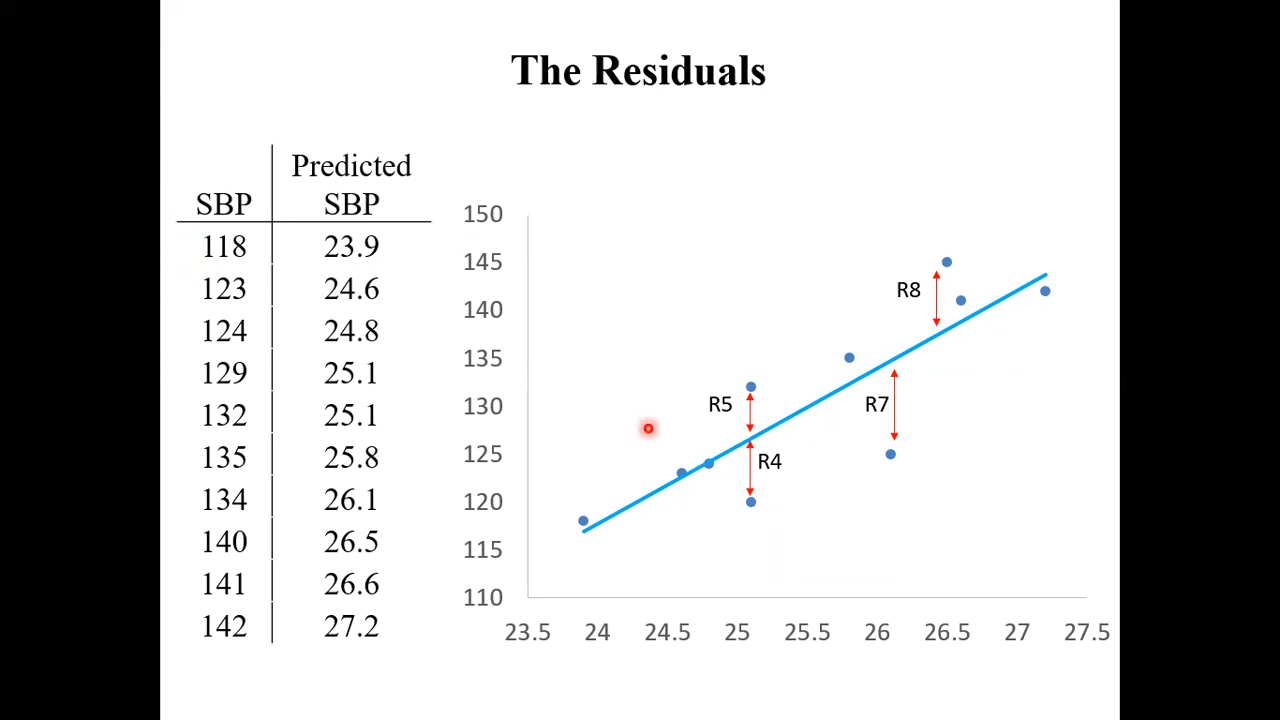 The Residuals
SBP Predicted SBP
118 23.9
123 24.6
124 24.8
129 25.1
132 25.1
135 25.8
134 26.1
140 26.5
141 26.6
142 27.2
150
145
140
135
130
125
120
115
110
R8
R5
R7
R4
23.5 24 24.5 25 25.5 26 26.5 27 27.5